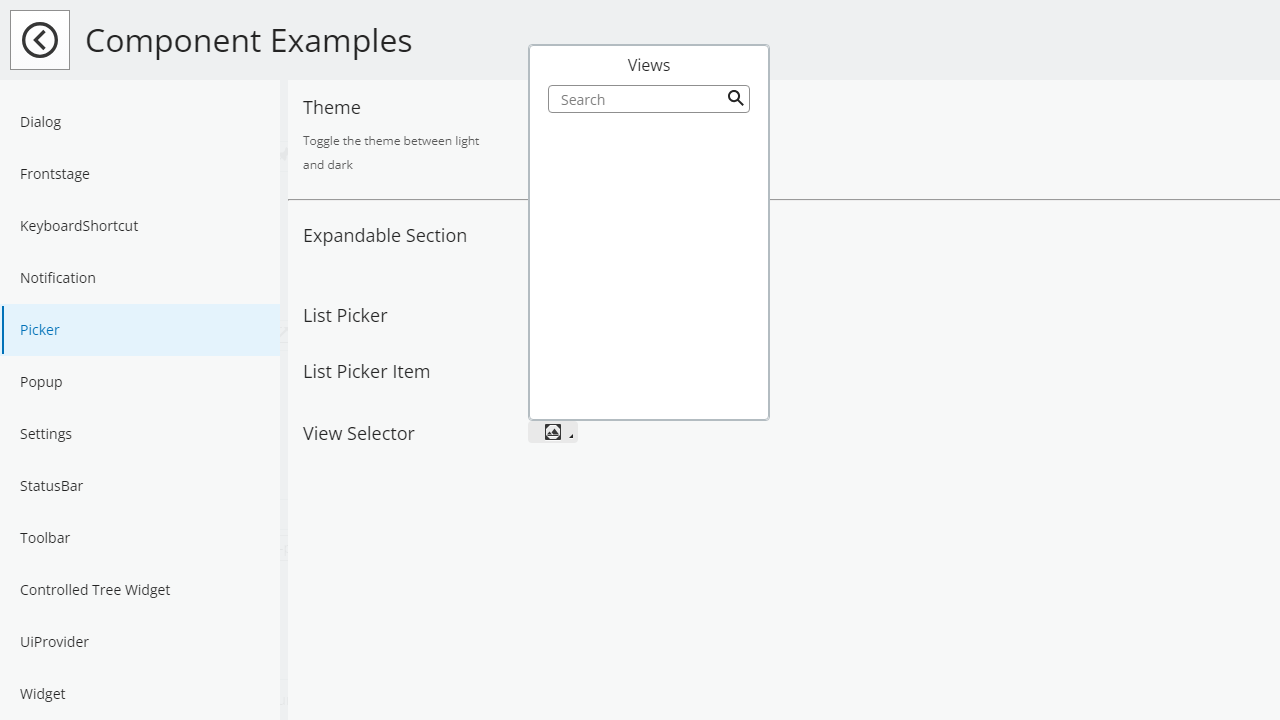 Component Examples
Views
Search
Dialog
Frontstage
KeyboardShortcut
Notification
Picker
Popup
Settings
StatusBar
Toolbar
Controlled Tree Widget
UiProvider
Widget
Theme
Toggle the theme between light
and dark
Expandable Section
List Picker
List Picker Item
View Selector